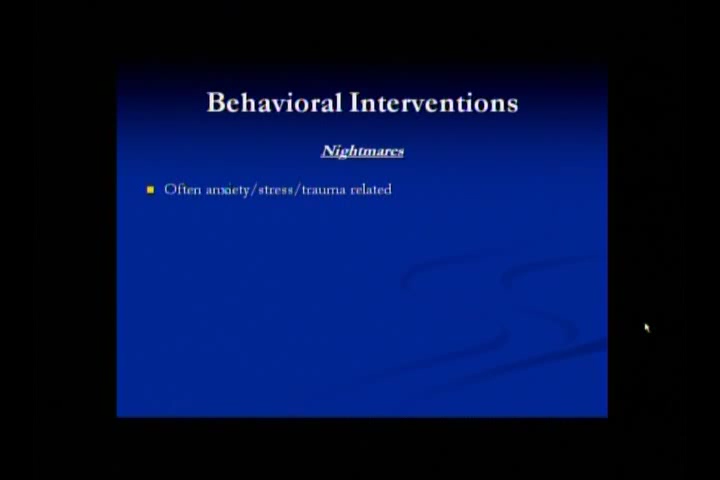 Behavioral Interventions
Nightmares
Often anxiety/stress/trauma related